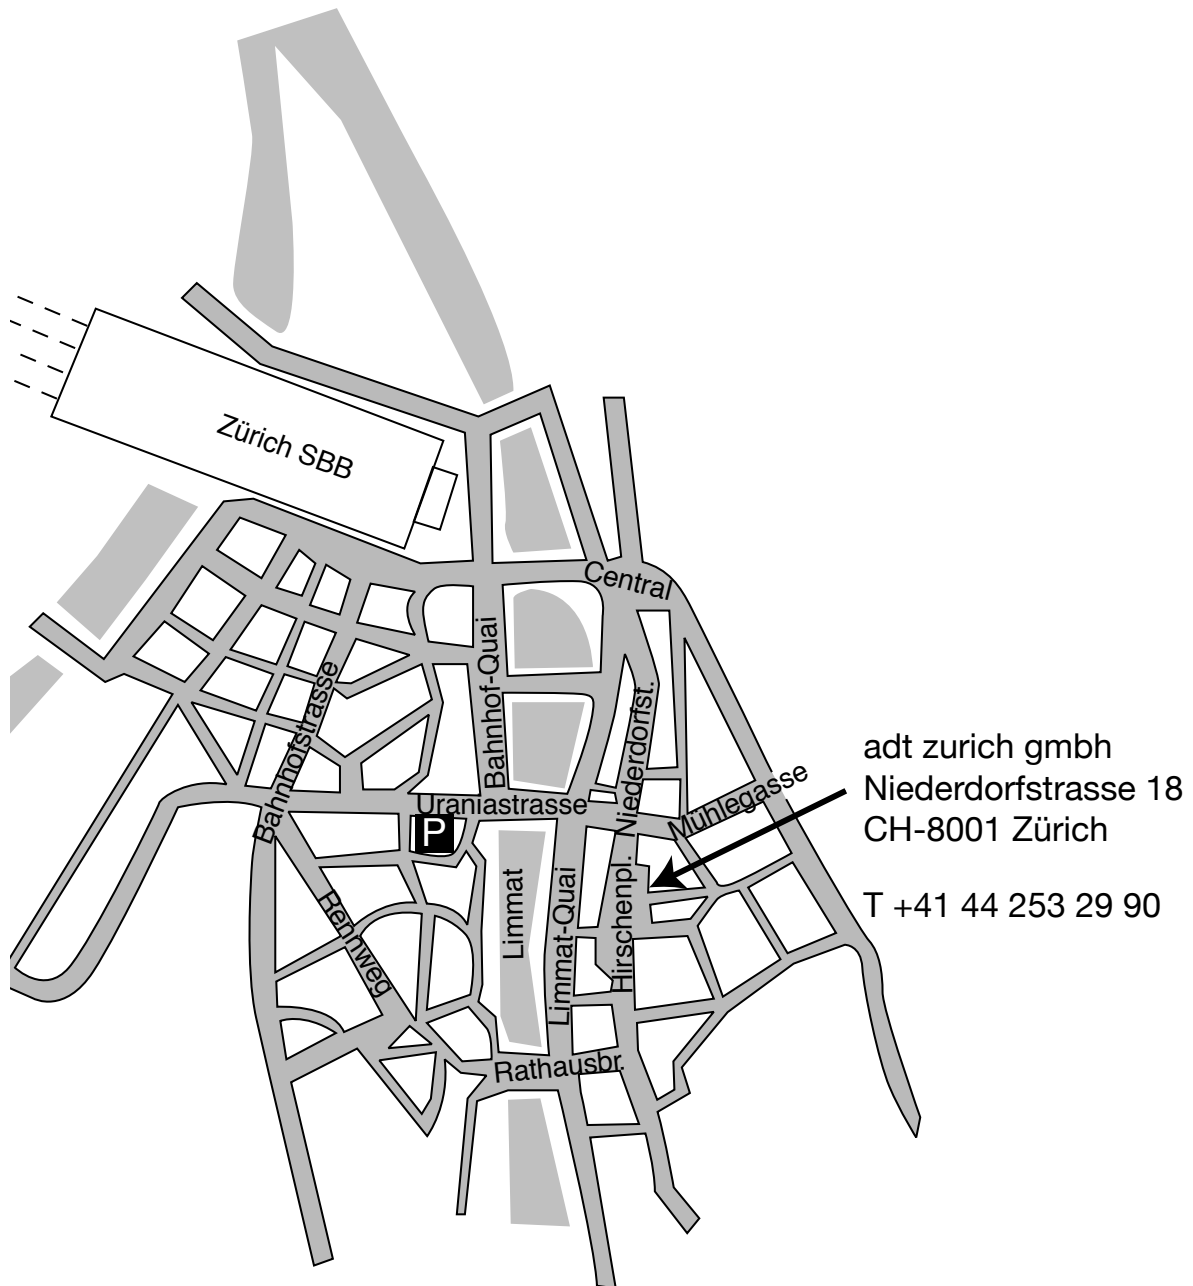 Zürich SBB
Central
Bahnhof-Quai
Bahnhofstrasse
Niederdorfst.
adt zurich gmbh
Niederdorfstrasse 18
CH-8001 Zürich
T +41 44 253 29 90
Uraniastrasse
Mühlegasse
P
Rennweg
Limmat
Limmat-Quai
Hirschenpl.
Rathausbr.